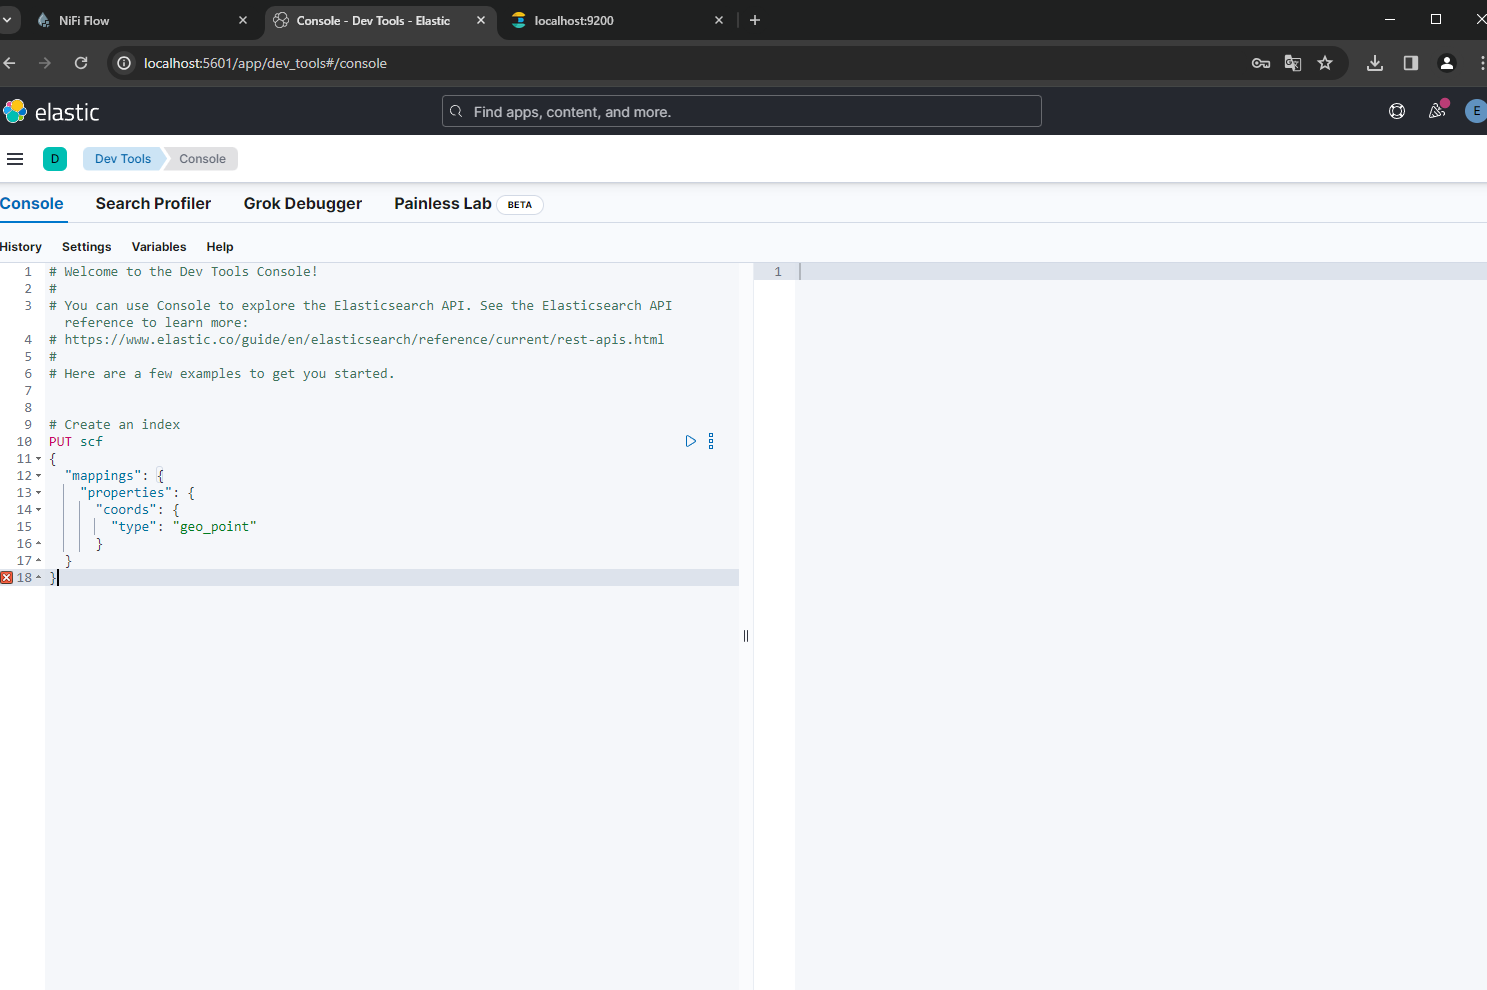 NiFi Flow
Console - Dev Tools - Elastic
localhost:9200
localhost:5601/app/dev_tools#/console
elastic
Find apps, content, and more.
E
D
Dev Tools
Console
Console
Search Profiler
Grok Debugger
Painless Lab
BETA
History
Settings
Variables
Help
1 # Welcome to the Dev Tools Console!
2 #
3 # You can use Console to explore the Elasticsearch API. See the Elasticsearch API
reference to learn more:
4 # https://www.elastic.co/guide/en/elasticsearch/reference/current/rest-apis.html
5 #
6 # Here are a few examples to get you started.
7
8
9 # Create an index
10 PUT scf
11 {
12 "mappings": {
13 "properties": {
14 "coords": {
15 "type": "geo_point"
16 }
17 }
18 }
1